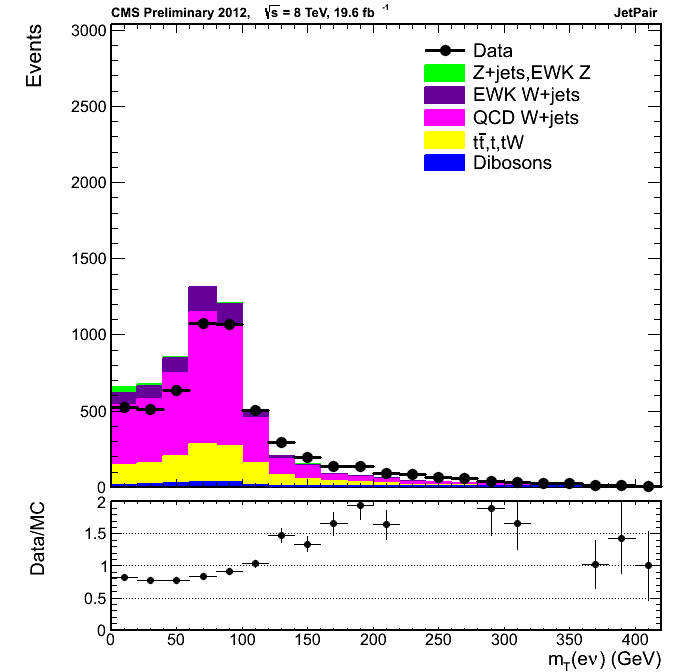 CMS Preliminary 2012, √s = 8 TeV, 19.6 fb⁻¹ JetPair
Events
3000
2500
2000
1500
1000
500
0
Data
Z+jets,EWK Z
EWK W+jets
QCD W+jets
tt̄,t,tW
Dibosons
Data/MC
2
1.5
1
0.5
0
0 50 100 150 200 250 300 350 400
m_T(eν) (GeV)